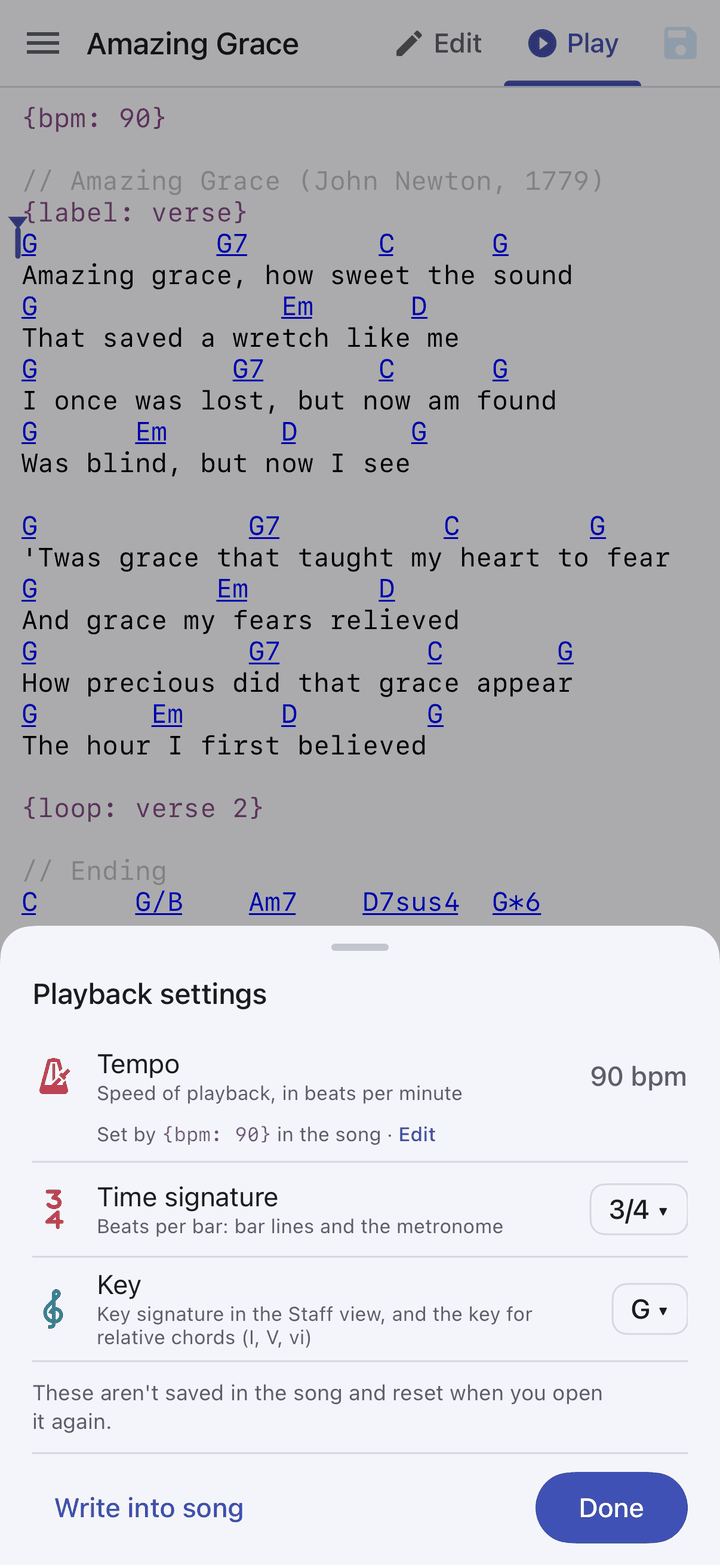 Amazing Grace Edit Play
{bpm: 90}
// Amazing Grace (John Newton, 1779)
{label: verse}
G G7 C G
Amazing grace, how sweet the sound
G Em D
That saved a wretch like me
G G7 C G
I once was lost, but now am found
G Em D G
Was blind, but now I see
G G7 C G
'Twas grace that taught my heart to fear
G Em D
And grace my fears relieved
G G7 C G
How precious did that grace appear
G Em D G
The hour I first believed
{loop: verse 2}
// Ending
C G/B Am7 D7sus4 G*6
Playback settings
Tempo
Speed of playback, in beats per minute
90 bpm
Set by {bpm: 90} in the song · Edit
3
4
Time signature
Beats per bar: bar lines and the metronome
3/4 ▾
Key
Key signature in the Staff view, and the key for
relative chords (I, V, vi)
G ▾
These aren't saved in the song and reset when you open
it again.
Write into song Done